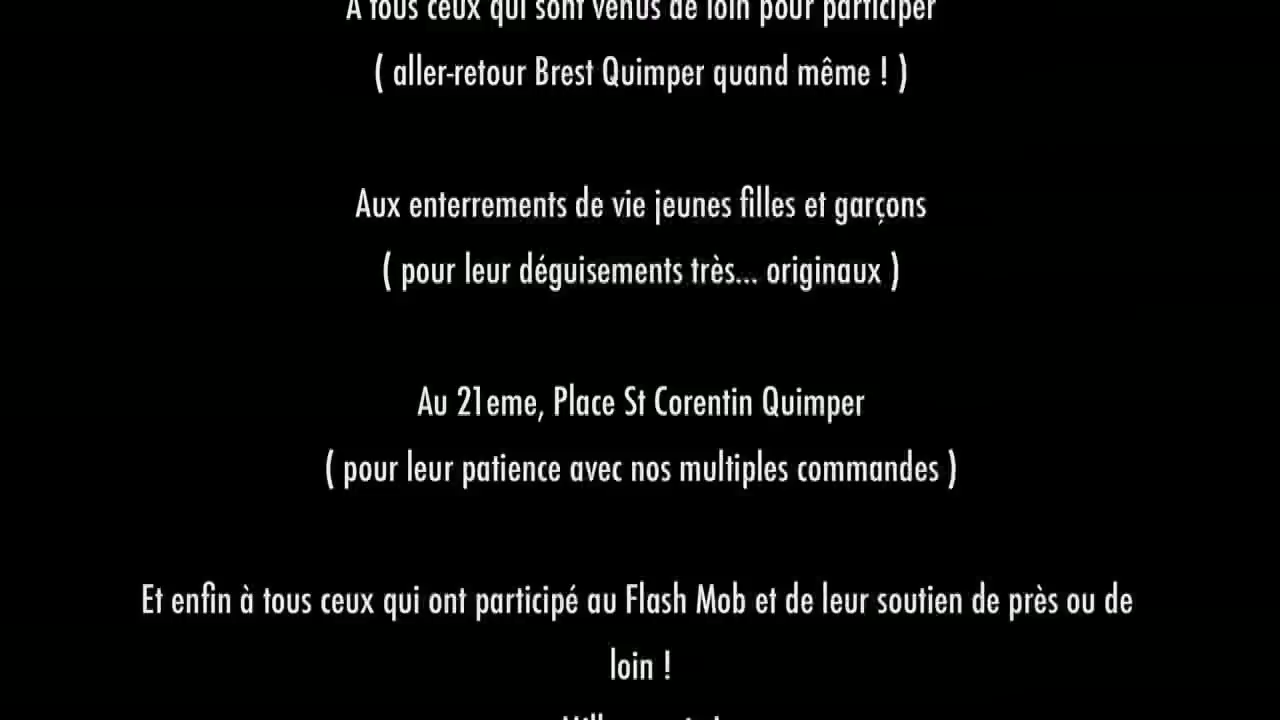 A tous ceux qui sont venus de loin pour participer
( aller-retour Brest Quimper quand même ! )
Aux enterrements de vie jeunes filles et garçons
( pour leur déguisements très... originaux )
Au 21eme, Place St Corentin Quimper
( pour leur patience avec nos multiples commandes )
Et enfin à tous ceux qui ont participé au Flash Mob et de leur soutien de près ou de
loin !